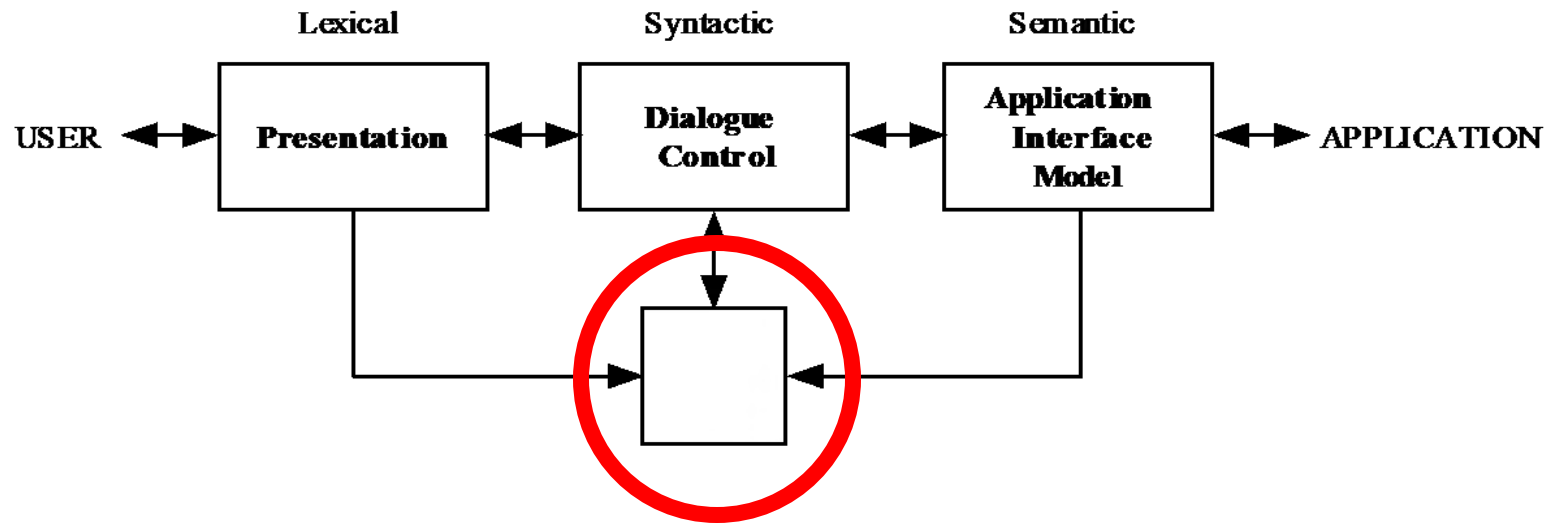 Lexical Syntactic Semantic
USER Presentation Dialogue Control Application Interface Model APPLICATION